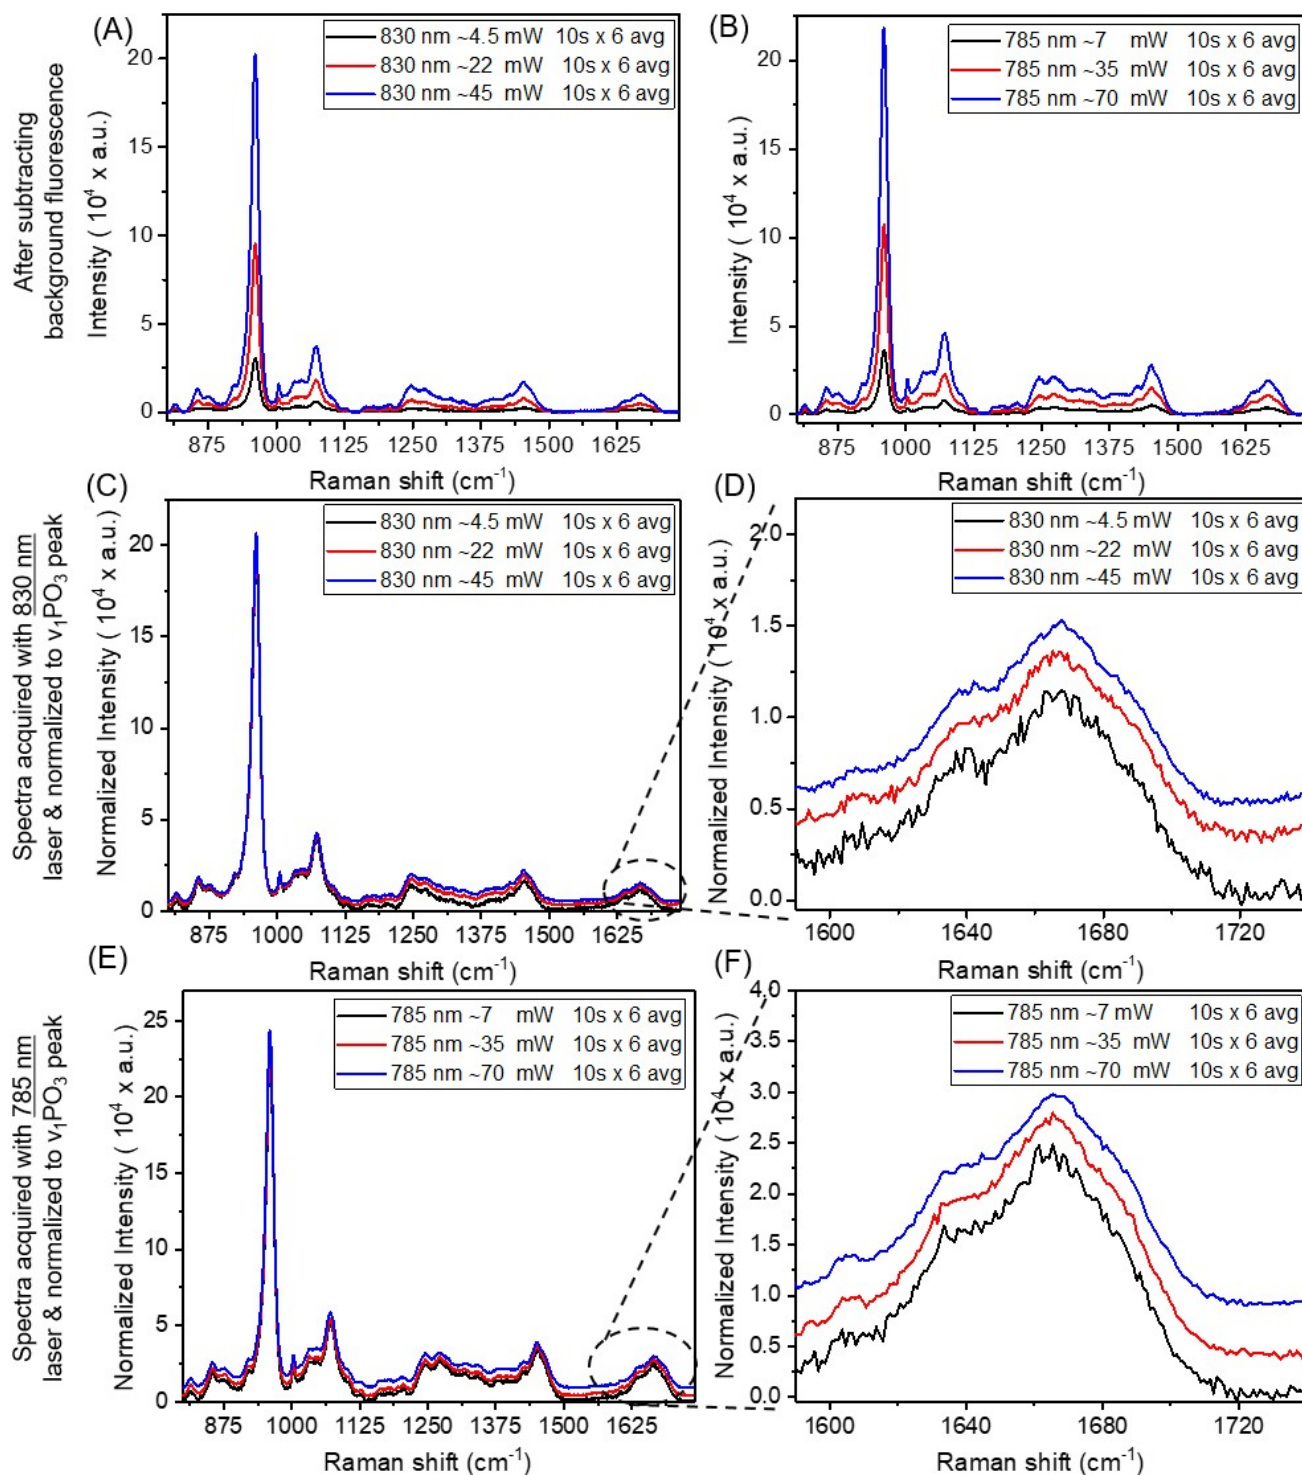 After subtracting
background fluorescence
(A)
Intensity ( 10⁴ x a.u.)
20
15
10
5
0
830 nm ~4.5 mW 10s x 6 avg
830 nm ~22 mW 10s x 6 avg
830 nm ~45 mW 10s x 6 avg
875 1000 1125 1250 1375 1500 1625
Raman shift (cm⁻¹)
(B)
Intensity ( 10⁴ x a.u.)
20
15
10
5
0
785 nm ~7 mW 10s x 6 avg
785 nm ~35 mW 10s x 6 avg
785 nm ~70 mW 10s x 6 avg
875 1000 1125 1250 1375 1500 1625
Raman shift (cm⁻¹)
Spectra acquired with 830 nm
laser & normalized to v₁PO₃ peak
(C)
Normalized Intensity ( 10⁴ x a.u.)
20
15
10
5
0
830 nm ~4.5 mW 10s x 6 avg
830 nm ~22 mW 10s x 6 avg
830 nm ~45 mW 10s x 6 avg
875 1000 1125 1250 1375 1500 1625
Raman shift (cm⁻¹)
(D)
Normalized Intensity ( 10⁴ x a.u.)
2.0
1.5
1.0
0.5
0.0
830 nm ~4.5 mW 10s x 6 avg
830 nm ~22 mW 10s x 6 avg
830 nm ~45 mW 10s x 6 avg
1600 1640 1680 1720
Raman shift (cm⁻¹)
Spectra acquired with 785 nm
laser & normalized to v₁PO₃ peak
(E)
Normalized Intensity ( 10⁴ x a.u.)
25
20
15
10
5
0
785 nm ~7 mW 10s x 6 avg
785 nm ~35 mW 10s x 6 avg
785 nm ~70 mW 10s x 6 avg
875 1000 1125 1250 1375 1500 1625
Raman shift (cm⁻¹)
(F)
Normalized Intensity ( 10⁴ x a.u.)
4.0
3.5
3.0
2.5
2.0
1.5
1.0
0.5
0.0
785 nm ~7 mW 10s x 6 avg
785 nm ~35 mW 10s x 6 avg
785 nm ~70 mW 10s x 6 avg
1600 1640 1680 1720
Raman shift (cm⁻¹)